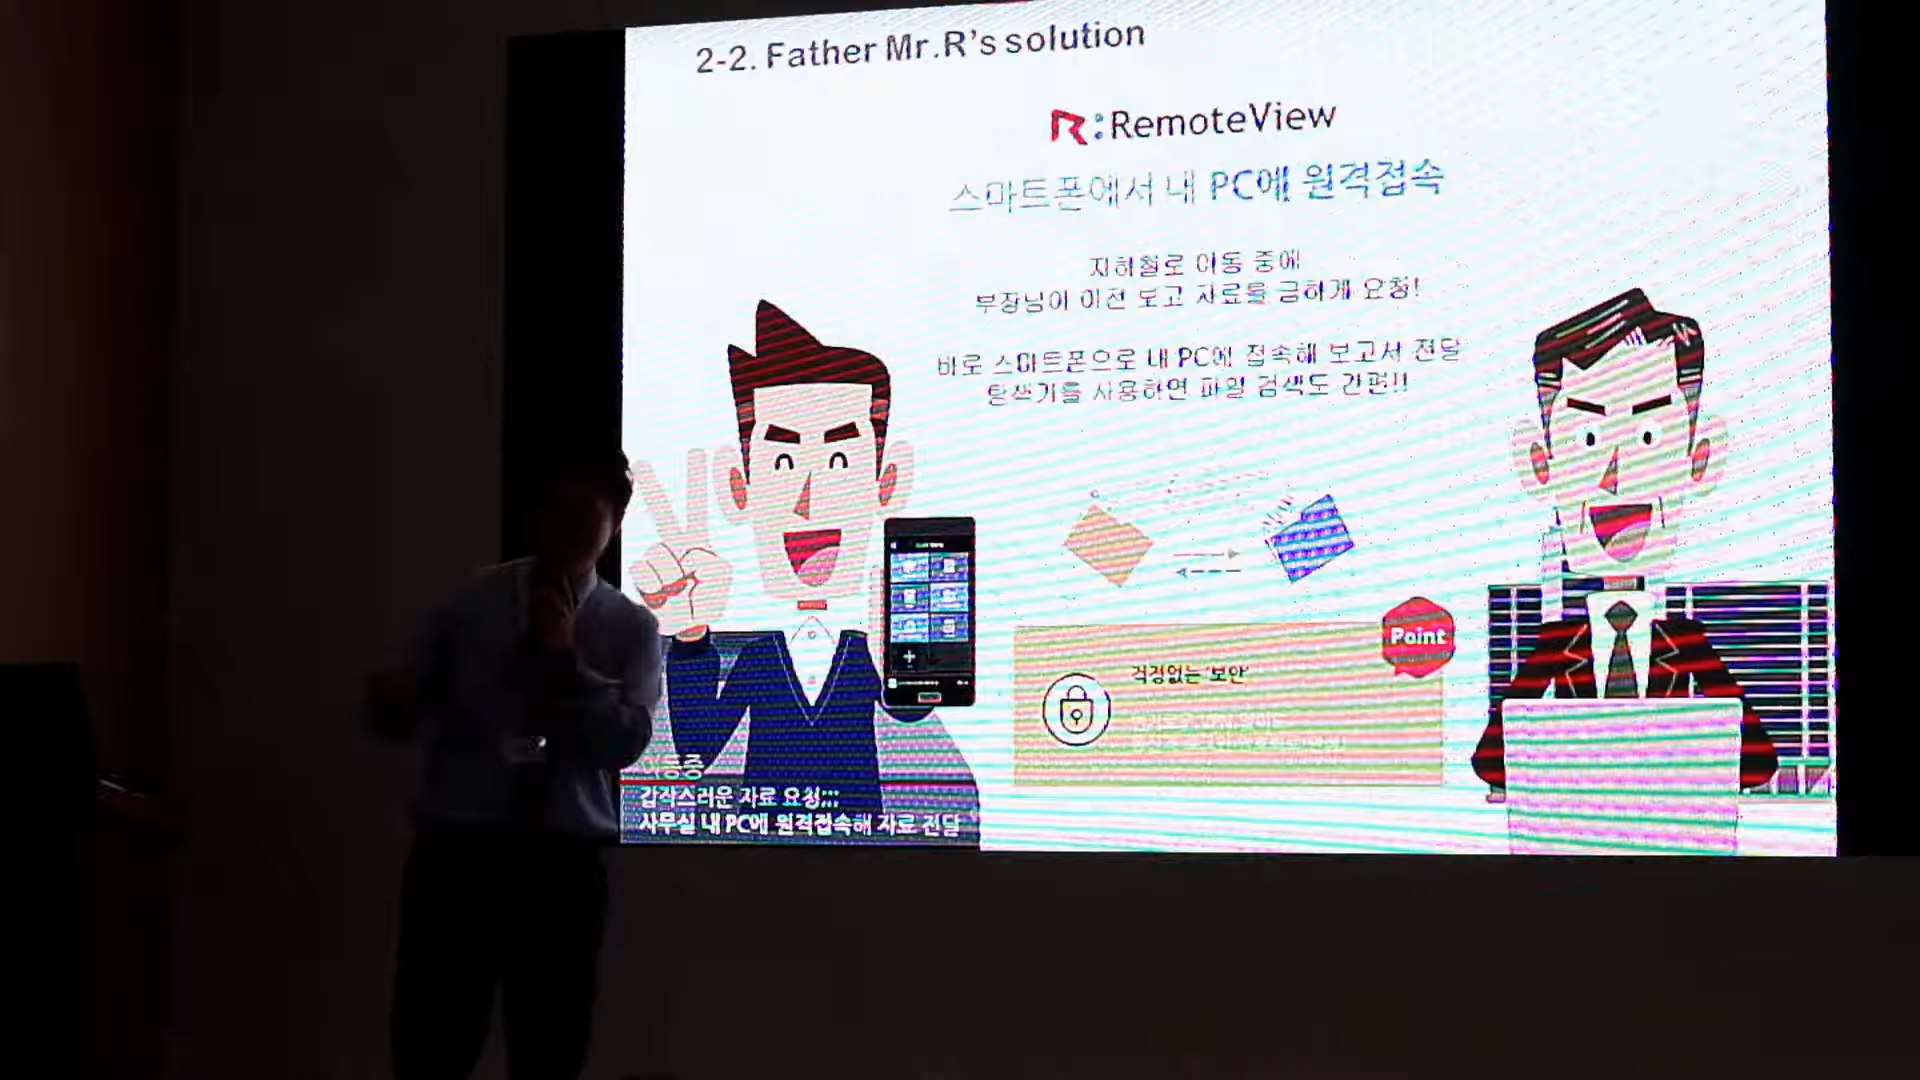 2-2. Father Mr.R's solution
R:RemoteView
스마트폰에서 내 PC에 원격접속
지하철로 이동 중에
부장님이 이전 보고 자료를 급하게 요청!
바로 스마트폰으로 내 PC에 접속해 보고서 전달
탐색기를 사용하면 파일 검색도 간편!!
Point
걱정없는 '보안'
이동중
갑작스러운 자료 요청;;;
사무실 내 PC에 원격접속해 자료 전달